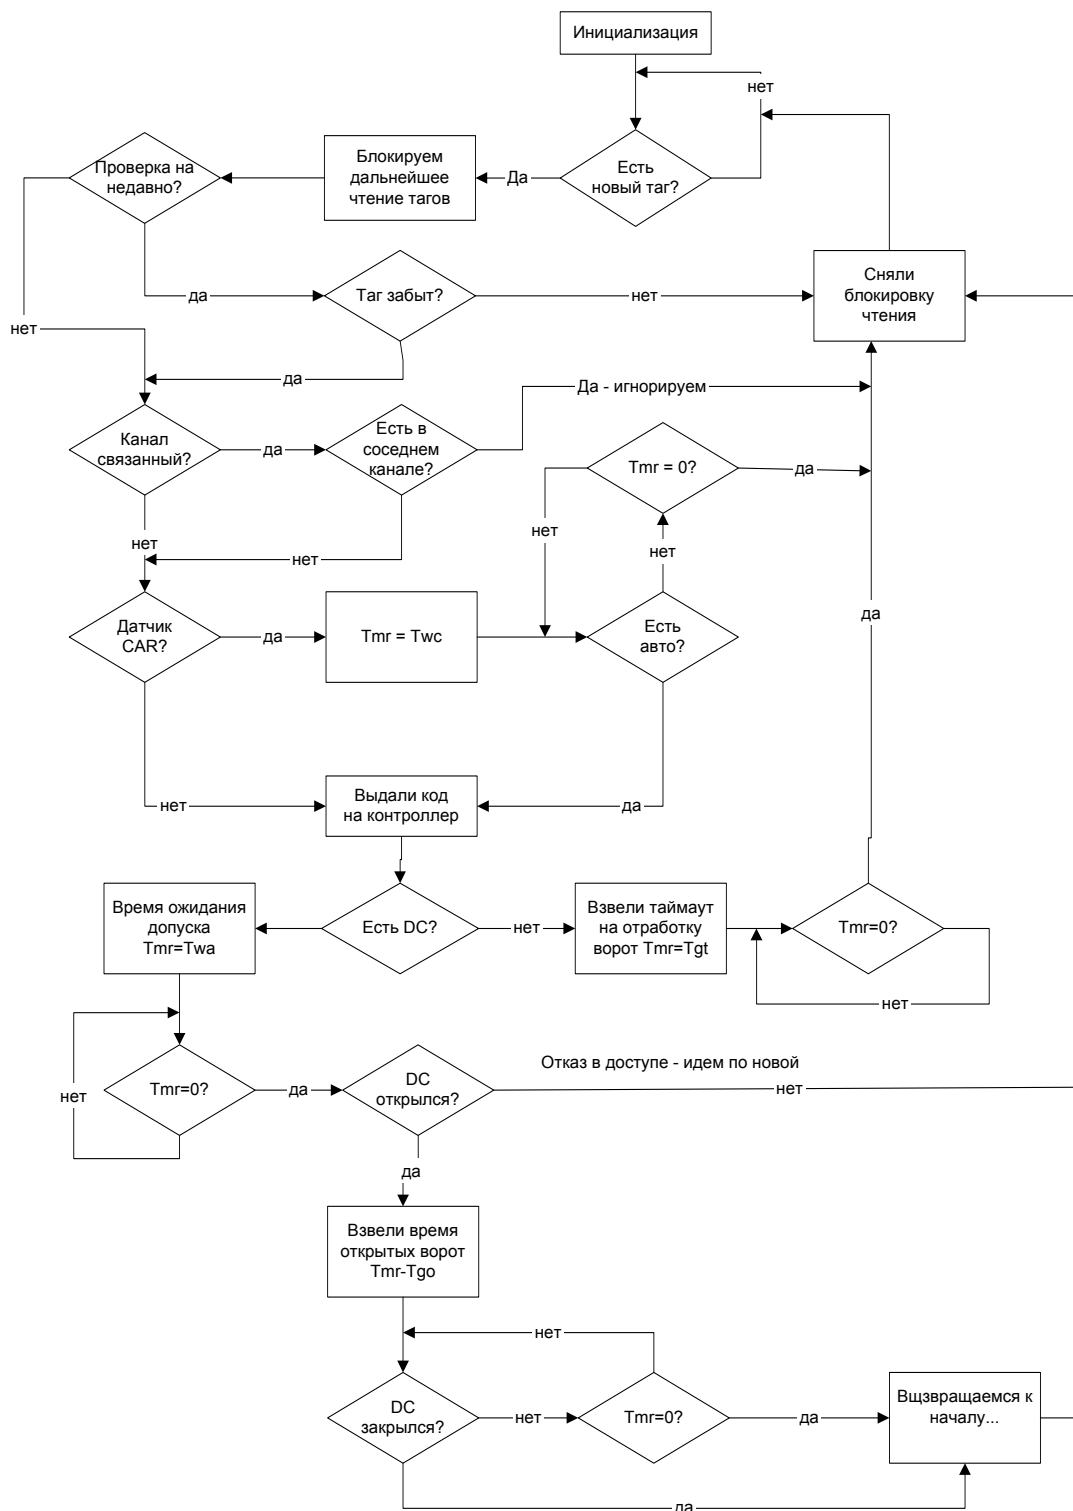 Инициализация
нет
Проверка на
недавно?
Блокируем
дальнейшее
чтение тагов
Да
Есть
новый таг?
да
Таг забыт?
нет
Сняли
блокировку
чтения
нет
да
Да - игнорируем
Канал
связанный?
да
Есть в
соседнем
канале?
Tmr = 0?
да
нет
нет
нет
нет
да
Датчик
CAR?
да
Tmr = Twc
Есть
авто?
нет
Выдали код
на контроллер
да
Время ожидания
допуска
Tmr=Twa
Есть DC?
нет
Взвели таймаут
на отработку
ворот Tmr=Tgt
Tmr=0?
нет
Отказ в доступе - идем по новой
нет
Tmr=0?
да
DC
открылся?
нет
да
Взвели время
открытых ворот
Tmr-Tgo
нет
DC
закрылся?
нет
Tmr=0?
да
Вщзвращаемся к
началу...
да